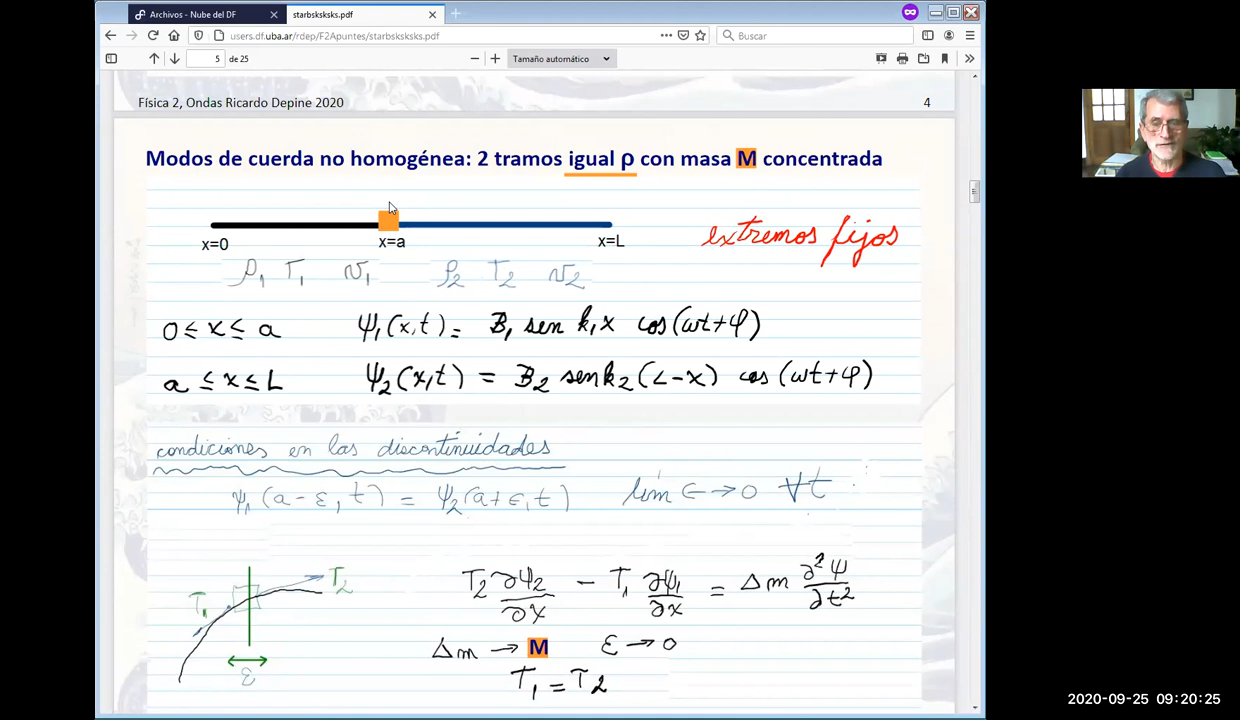 Archivos - Nube del DF
starbsksksks.pdf
users.df.uba.ar/rdep/F2Apuntes/starbsksksks.pdf
Buscar
5 de 25
Tamaño automático
Física 2, Ondas Ricardo Depine 2020
4
Modos de cuerda no homogénea: 2 tramos igual ρ con masa M concentrada
x=0 x=a x=L
extremos fijos
ρ₁ T₁ v₁ ρ₂ T₂ v₂
0 ≤ x ≤ a ψ₁(x,t) = B₁ sen k₁x cos(ωt+φ)
a ≤ x ≤ L ψ₂(x,t) = B₂ sen k₂(L-x) cos(ωt+φ)
condiciones en las discontinuidades
ψ₁(a-ε,t) = ψ₂(a+ε,t) lím ε→0 ∀t
T₁ T₂
ε
T₂ ∂ψ₂/∂x - T₁ ∂ψ₁/∂x = Δm ∂²ψ/∂t²
Δm → M ε → 0
T₁ = T₂
2020-09-25 09:20:25